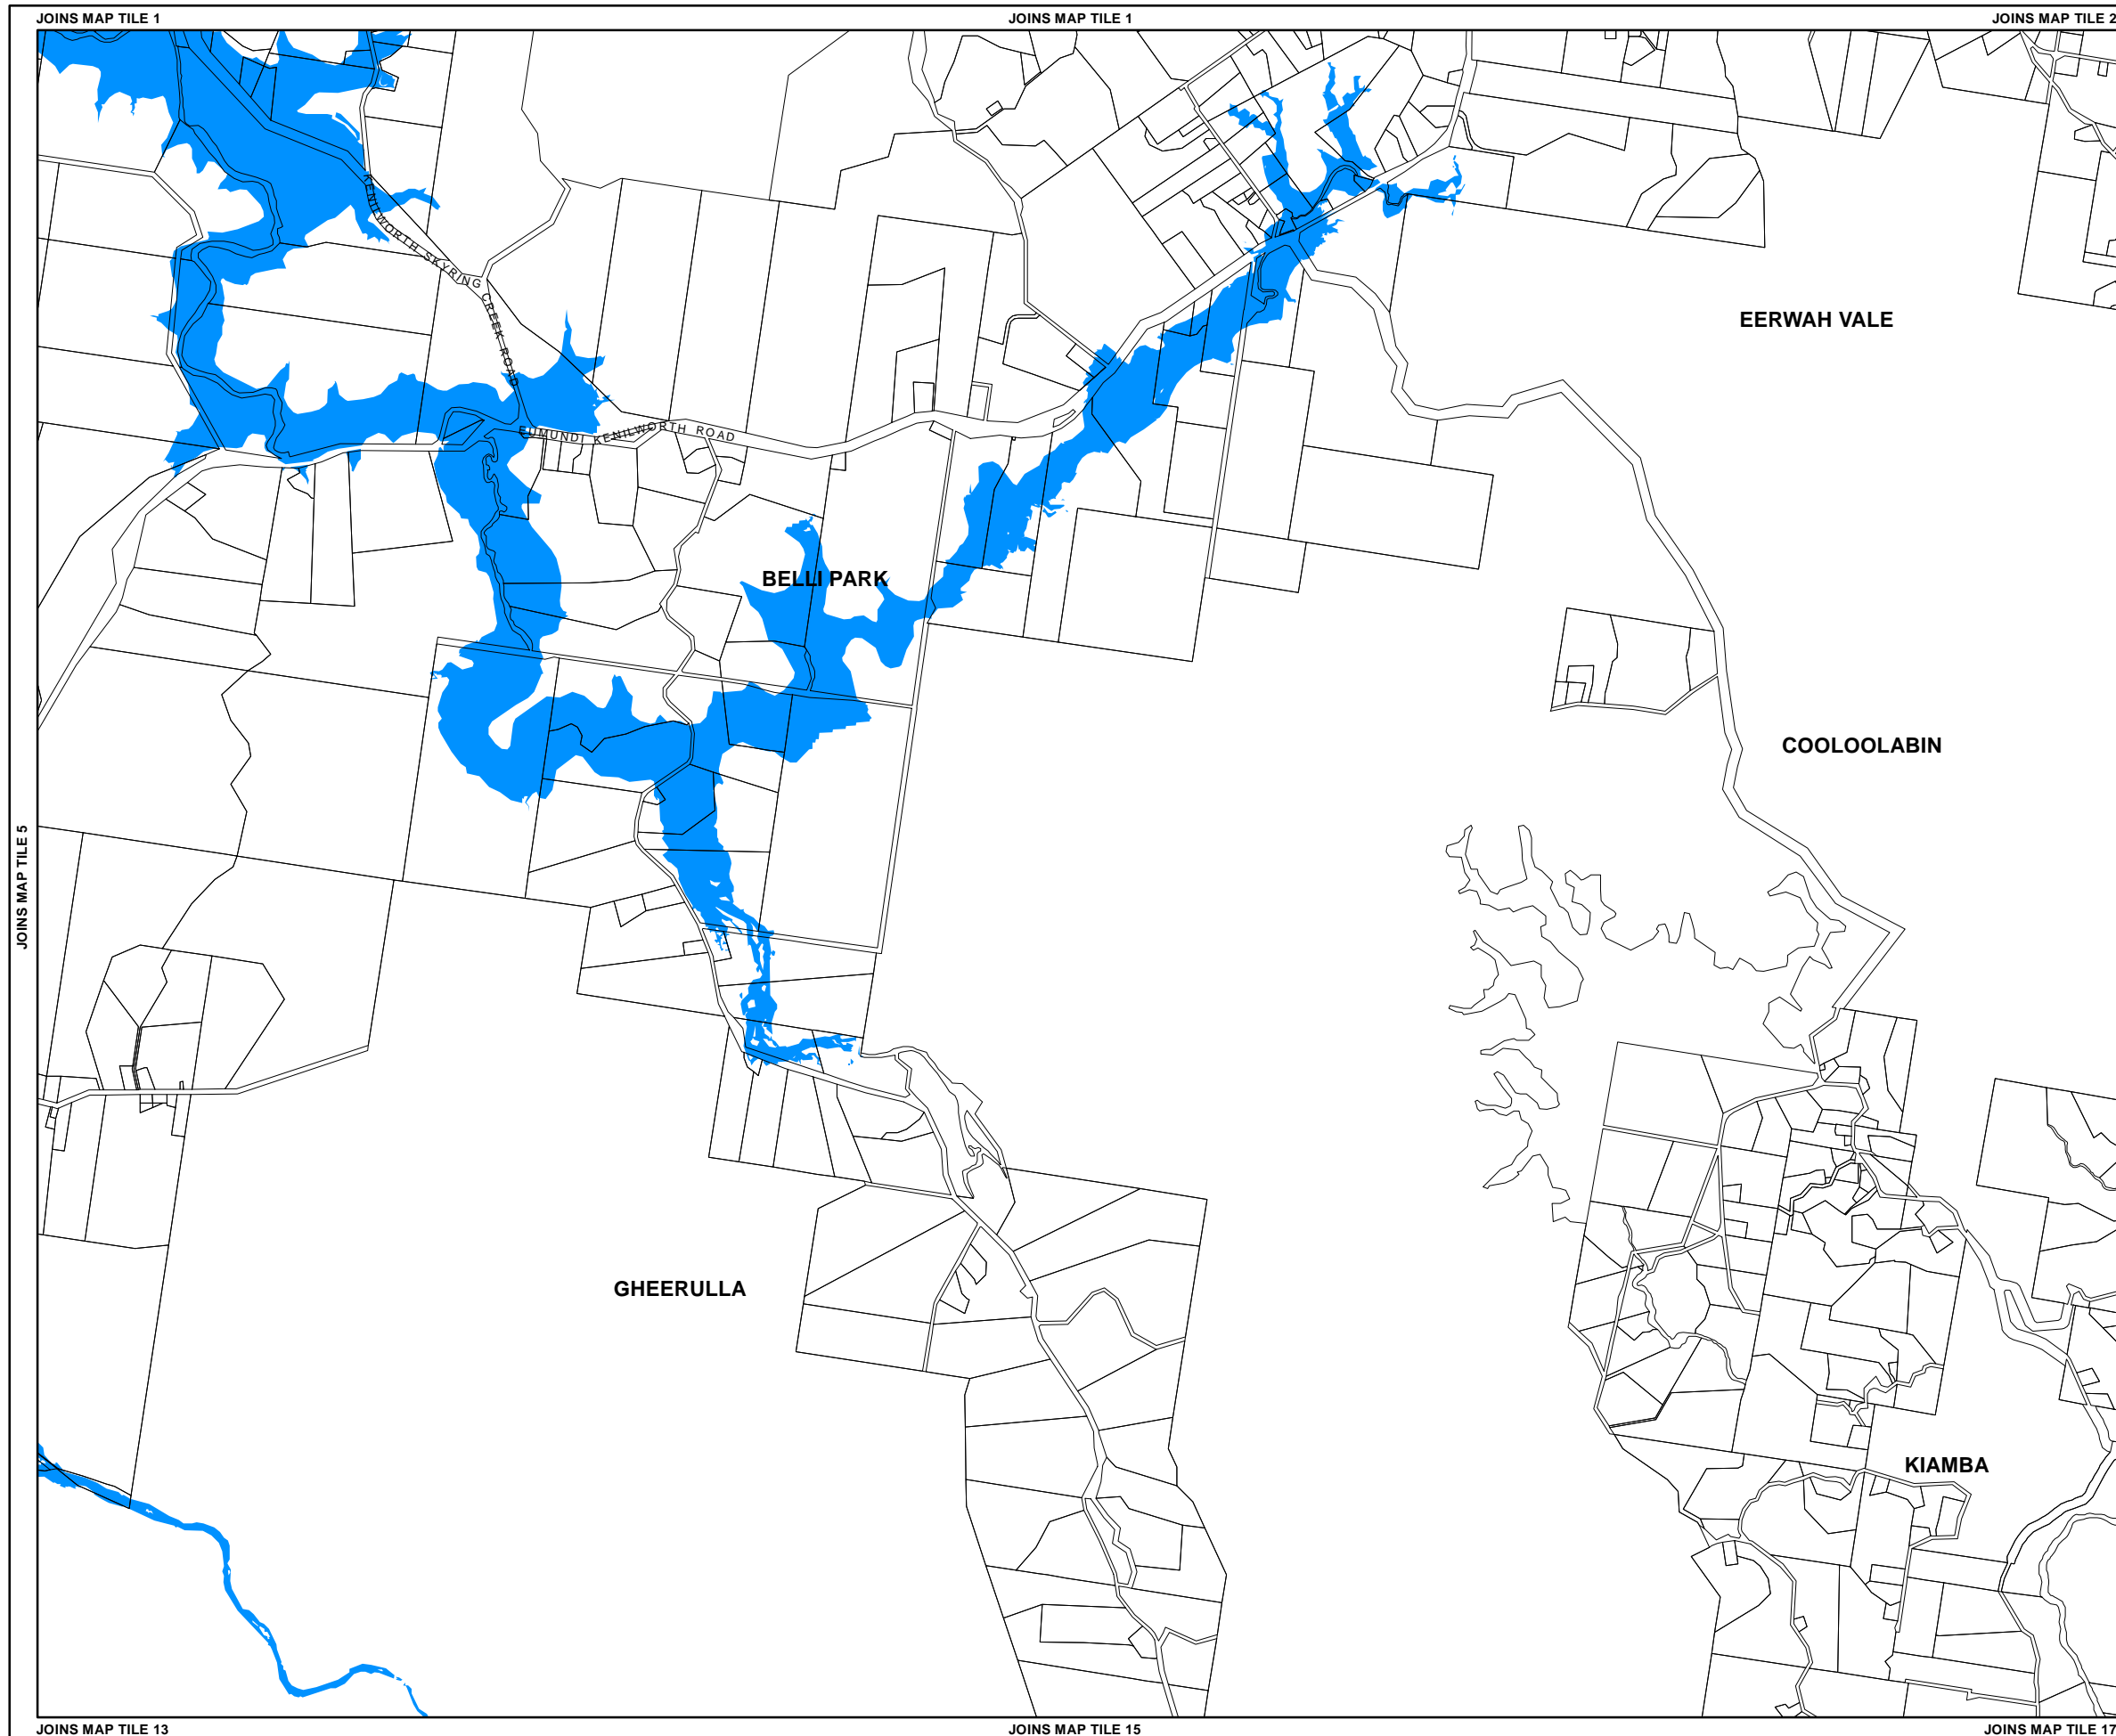 JOINS MAP TILE 1
JOINS MAP TILE 1
JOINS MAP TILE 2
KENILWORTH SKYRING CREEK ROAD
EERWAH VALE
EUMUNDI KENILWORTH ROAD
BELLI PARK
COOLOOLABIN
JOINS MAP TILE 5
GHEERULLA
KIAMBA
JOINS MAP TILE 13
JOINS MAP TILE 15
JOINS MAP TILE 17